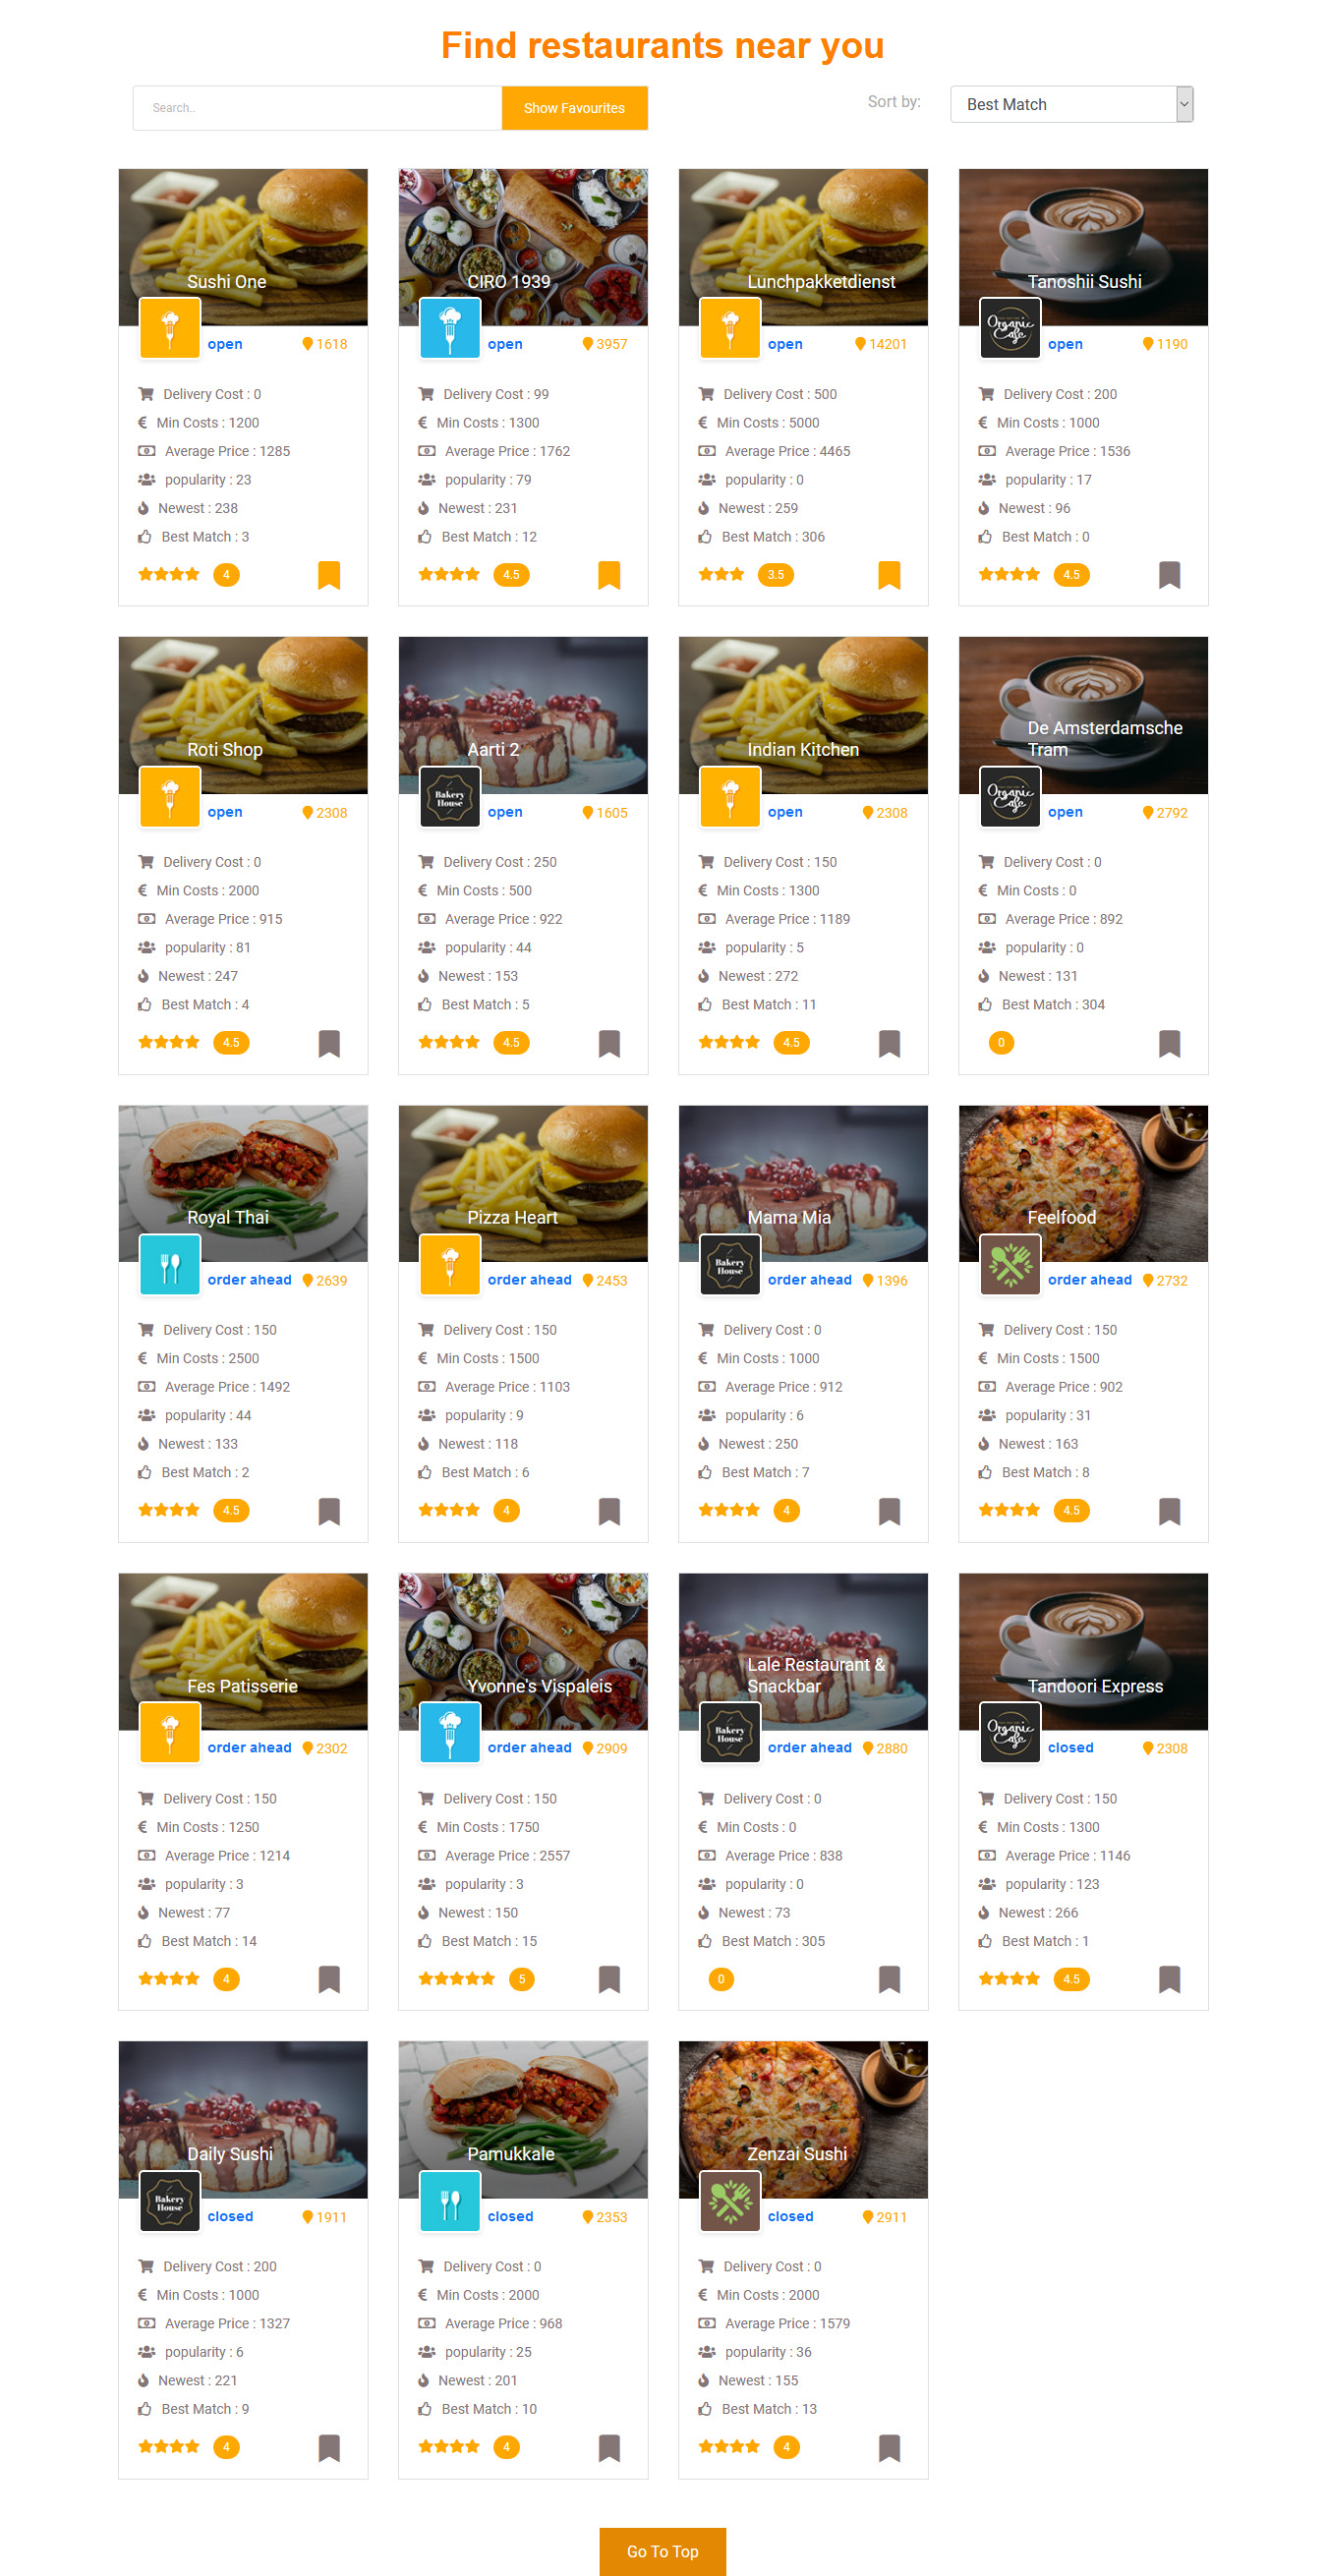 Find restaurants near you
Search..
Show Favourites
Sort by:
Best Match
Sushi One
open
1618
Delivery Cost : 0
Min Costs : 1200
Average Price : 1285
popularity : 23
Newest : 238
Best Match : 3
4
CIRO 1939
open
3957
Delivery Cost : 99
Min Costs : 1300
Average Price : 1762
popularity : 79
Newest : 231
Best Match : 12
4.5
Lunchpakketdienst
open
14201
Delivery Cost : 500
Min Costs : 5000
Average Price : 4465
popularity : 0
Newest : 259
Best Match : 306
3.5
Tanoshii Sushi
Organic
Cafe
open
1190
Delivery Cost : 200
Min Costs : 1000
Average Price : 1536
popularity : 17
Newest : 96
Best Match : 0
4.5
Roti Shop
open
2308
Delivery Cost : 0
Min Costs : 2000
Average Price : 915
popularity : 81
Newest : 247
Best Match : 4
4.5
Aarti 2
Bakery
House
open
1605
Delivery Cost : 250
Min Costs : 500
Average Price : 922
popularity : 44
Newest : 153
Best Match : 5
4.5
Indian Kitchen
open
2308
Delivery Cost : 150
Min Costs : 1300
Average Price : 1189
popularity : 5
Newest : 272
Best Match : 11
4.5
De Amsterdamsche
Tram
Organic
Cafe
open
2792
Delivery Cost : 0
Min Costs : 0
Average Price : 892
popularity : 0
Newest : 131
Best Match : 304
0
Royal Thai
order ahead
2639
Delivery Cost : 150
Min Costs : 2500
Average Price : 1492
popularity : 44
Newest : 133
Best Match : 2
4.5
Pizza Heart
order ahead
2453
Delivery Cost : 150
Min Costs : 1500
Average Price : 1103
popularity : 9
Newest : 118
Best Match : 6
4
Mama Mia
Bakery
House
order ahead
1396
Delivery Cost : 0
Min Costs : 1000
Average Price : 912
popularity : 6
Newest : 250
Best Match : 7
4
Feelfood
order ahead
2732
Delivery Cost : 150
Min Costs : 1500
Average Price : 902
popularity : 31
Newest : 163
Best Match : 8
4.5
Fes Patisserie
order ahead
2302
Delivery Cost : 150
Min Costs : 1250
Average Price : 1214
popularity : 3
Newest : 77
Best Match : 14
4
Yvonne's Vispaleis
order ahead
2909
Delivery Cost : 150
Min Costs : 1750
Average Price : 2557
popularity : 3
Newest : 150
Best Match : 15
5
Lale Restaurant &
Snackbar
Bakery
House
order ahead
2880
Delivery Cost : 0
Min Costs : 0
Average Price : 838
popularity : 0
Newest : 73
Best Match : 305
0
Tandoori Express
Organic
Cafe
closed
2308
Delivery Cost : 150
Min Costs : 1300
Average Price : 1146
popularity : 123
Newest : 266
Best Match : 1
4.5
Daily Sushi
Bakery
House
closed
1911
Delivery Cost : 200
Min Costs : 1000
Average Price : 1327
popularity : 6
Newest : 221
Best Match : 9
4
Pamukkale
closed
2353
Delivery Cost : 0
Min Costs : 2000
Average Price : 968
popularity : 25
Newest : 201
Best Match : 10
4
Zenzai Sushi
closed
2911
Delivery Cost : 0
Min Costs : 2000
Average Price : 1579
popularity : 36
Newest : 155
Best Match : 13
4
Go To Top